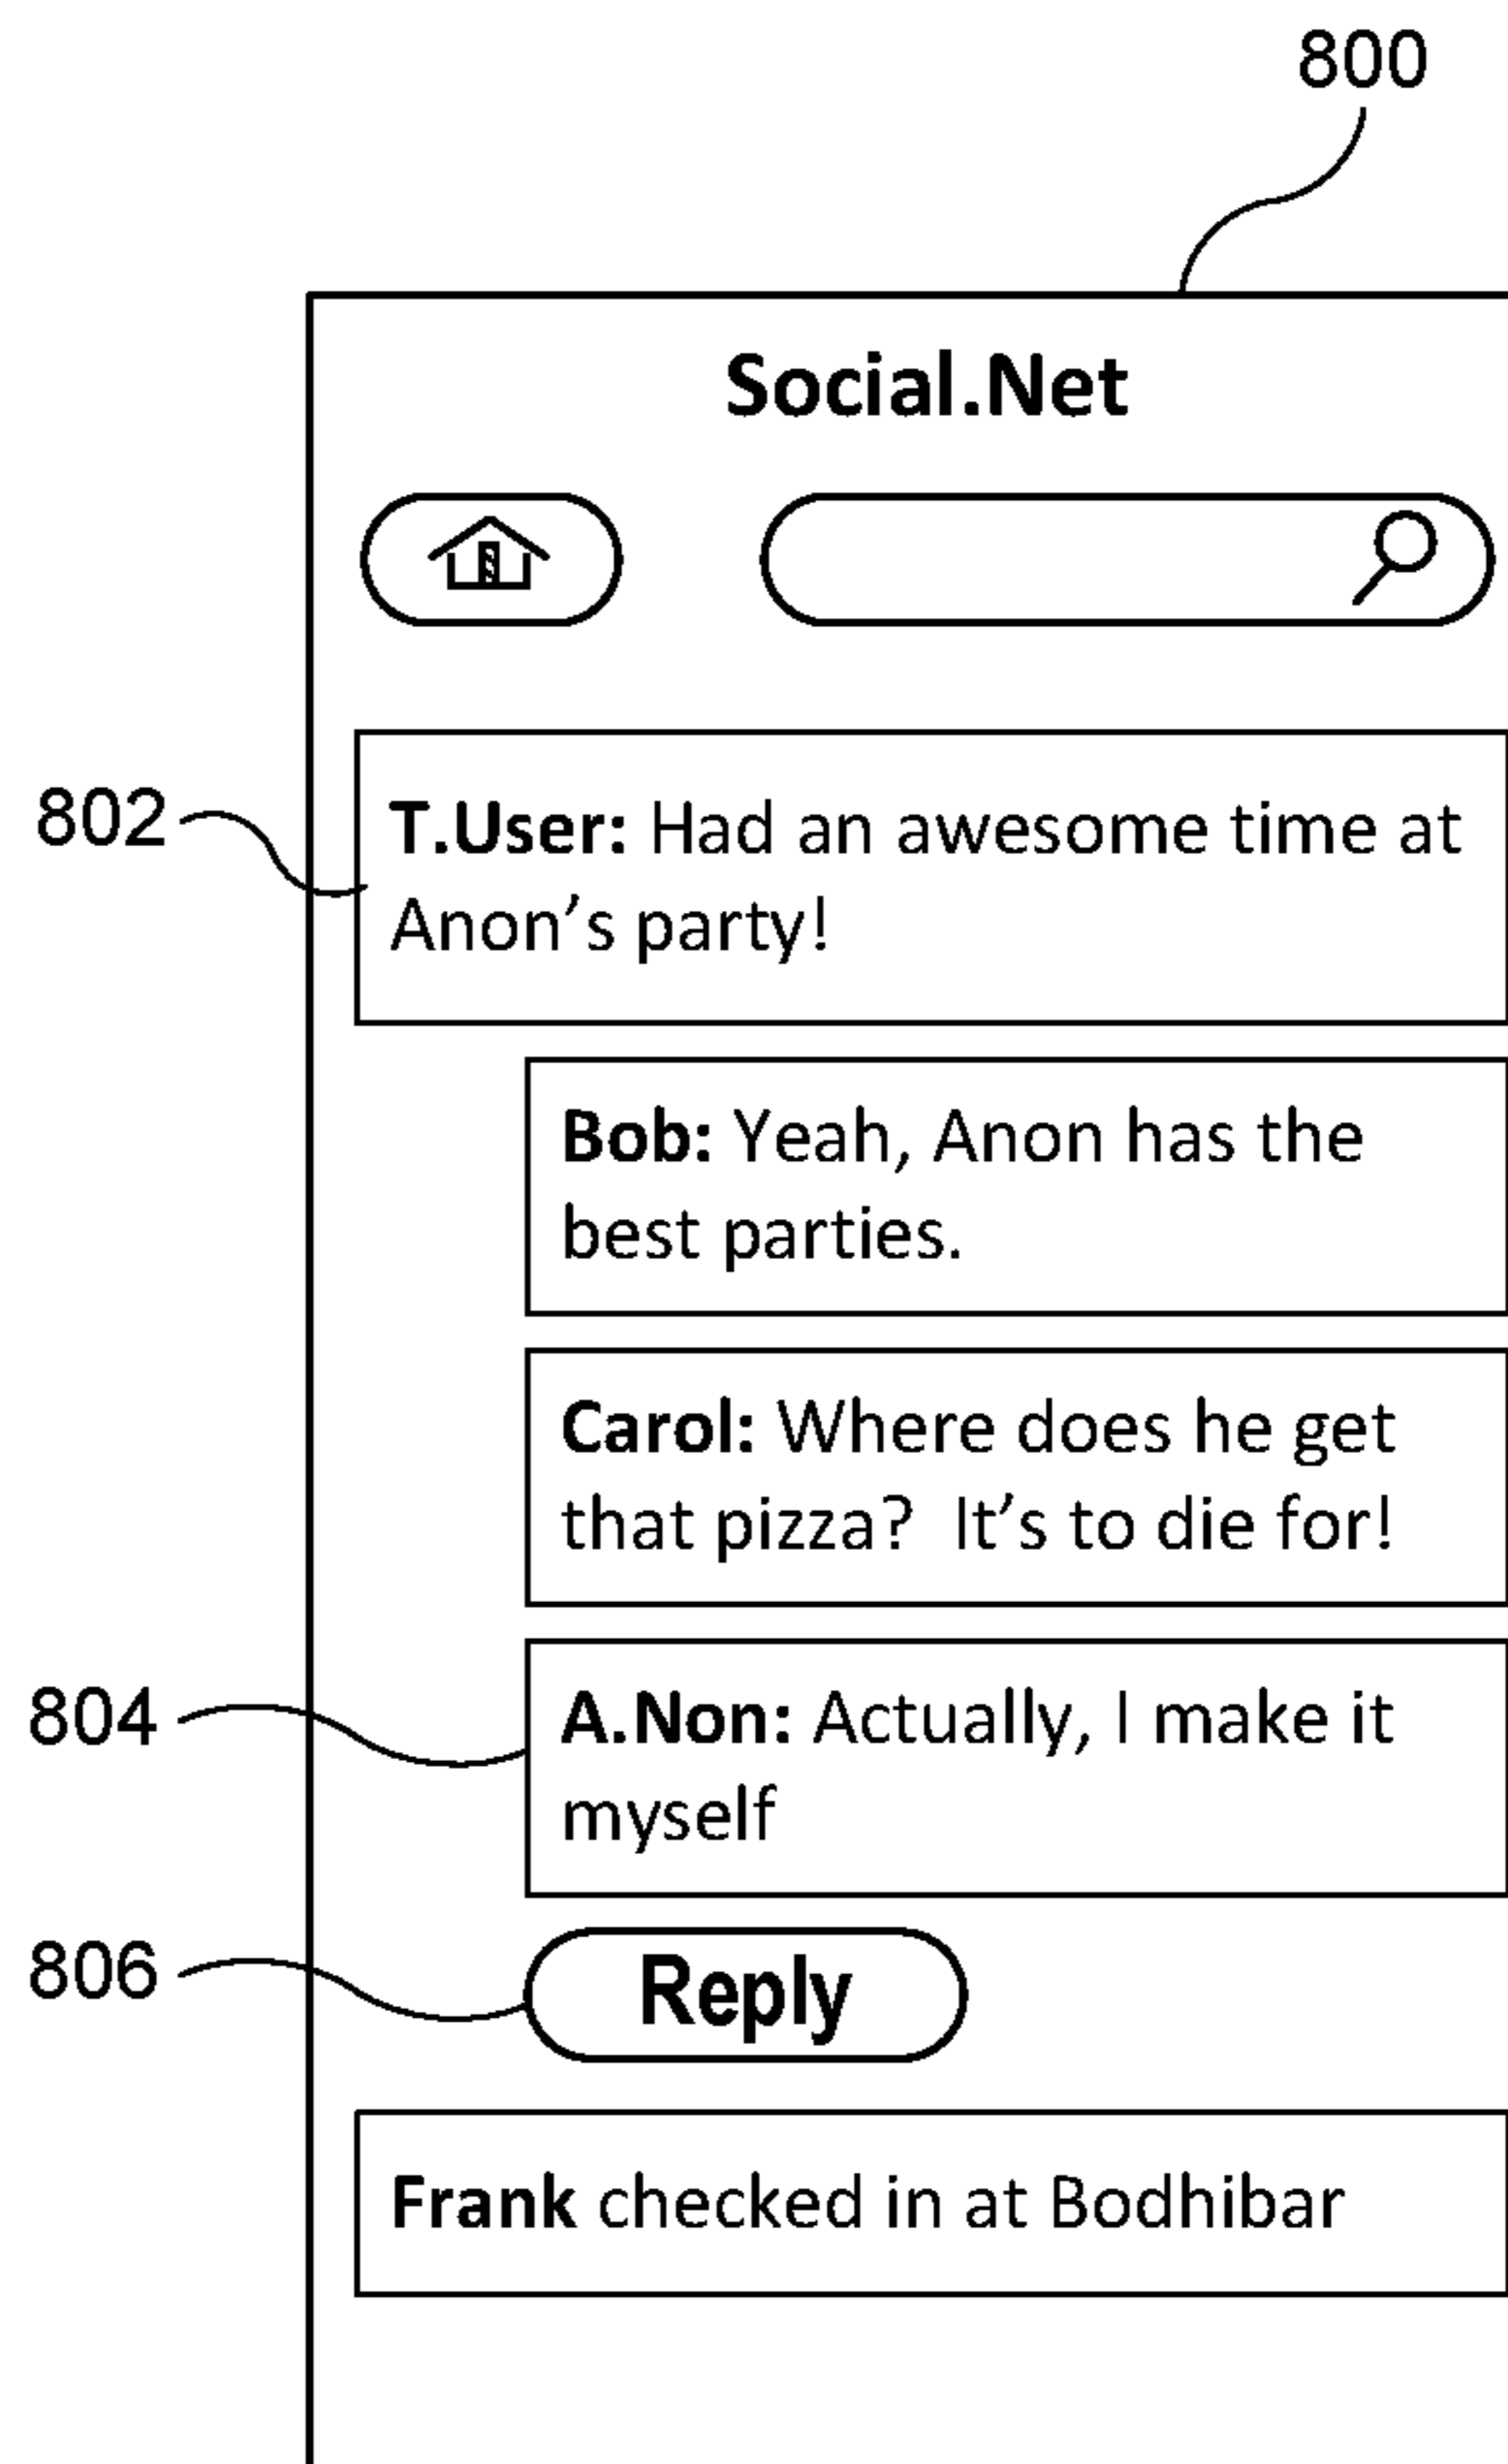 800
Social.Net
802
T.User: Had an awesome time at
Anon’s party!
Bob: Yeah, Anon has the
best parties.
Carol: Where does he get
that pizza?  It’s to die for!
804
A.Non: Actually, I make it
myself
806
Reply
Frank checked in at Bodhibar